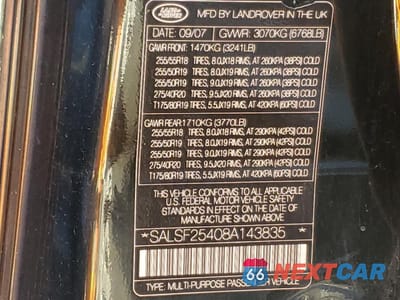 LAND ROVER
MFD BY LANDROVER IN THE UK
DATE: 09/07 GVWR: 3070KG (6768LB)
GAWR FRONT: 1470KG (3241LB)
255/55R18 TIRES, 8.0JX18 RIMS, AT 260KPA (38PSI) COLD
255/50R19 TIRES, 8.0JX19 RIMS, AT 260KPA (38PSI) COLD
255/50R19 TIRES, 9.0JX19 RIMS, AT 260KPA (38PSI) COLD
275/40R20 TIRES, 9.5JX20 RIMS, AT 260KPA (38PSI) COLD
T175/80R19 TIRES, 5.5JX19 RIMS, AT 420KPA (60PSI) COLD
GAWR REAR: 1710KG (3770LB)
255/55R18 TIRES, 8.0JX18 RIMS, AT 290KPA (42PSI) COLD
255/50R19 TIRES, 8.0JX19 RIMS, AT 290KPA (42PSI) COLD
255/50R19 TIRES, 9.0JX19 RIMS, AT 290KPA (42PSI) COLD
275/40R20 TIRES, 9.5JX20 RIMS, AT 290KPA (42PSI) COLD
T175/80R19 TIRES, 5.5JX19 RIMS, AT 420KPA (60PSI) COLD
THIS VEHICLE CONFORMS TO ALL APPLICABLE
U.S. FEDERAL MOTOR VEHICLE SAFETY
STANDARDS IN EFFECT ON THE DATE OF
MANUFACTURE SHOWN ABOVE
*SALSF25408A143835*
TYPE: MULTI-PURPOSE PASSENGER
66 NEXTCAR